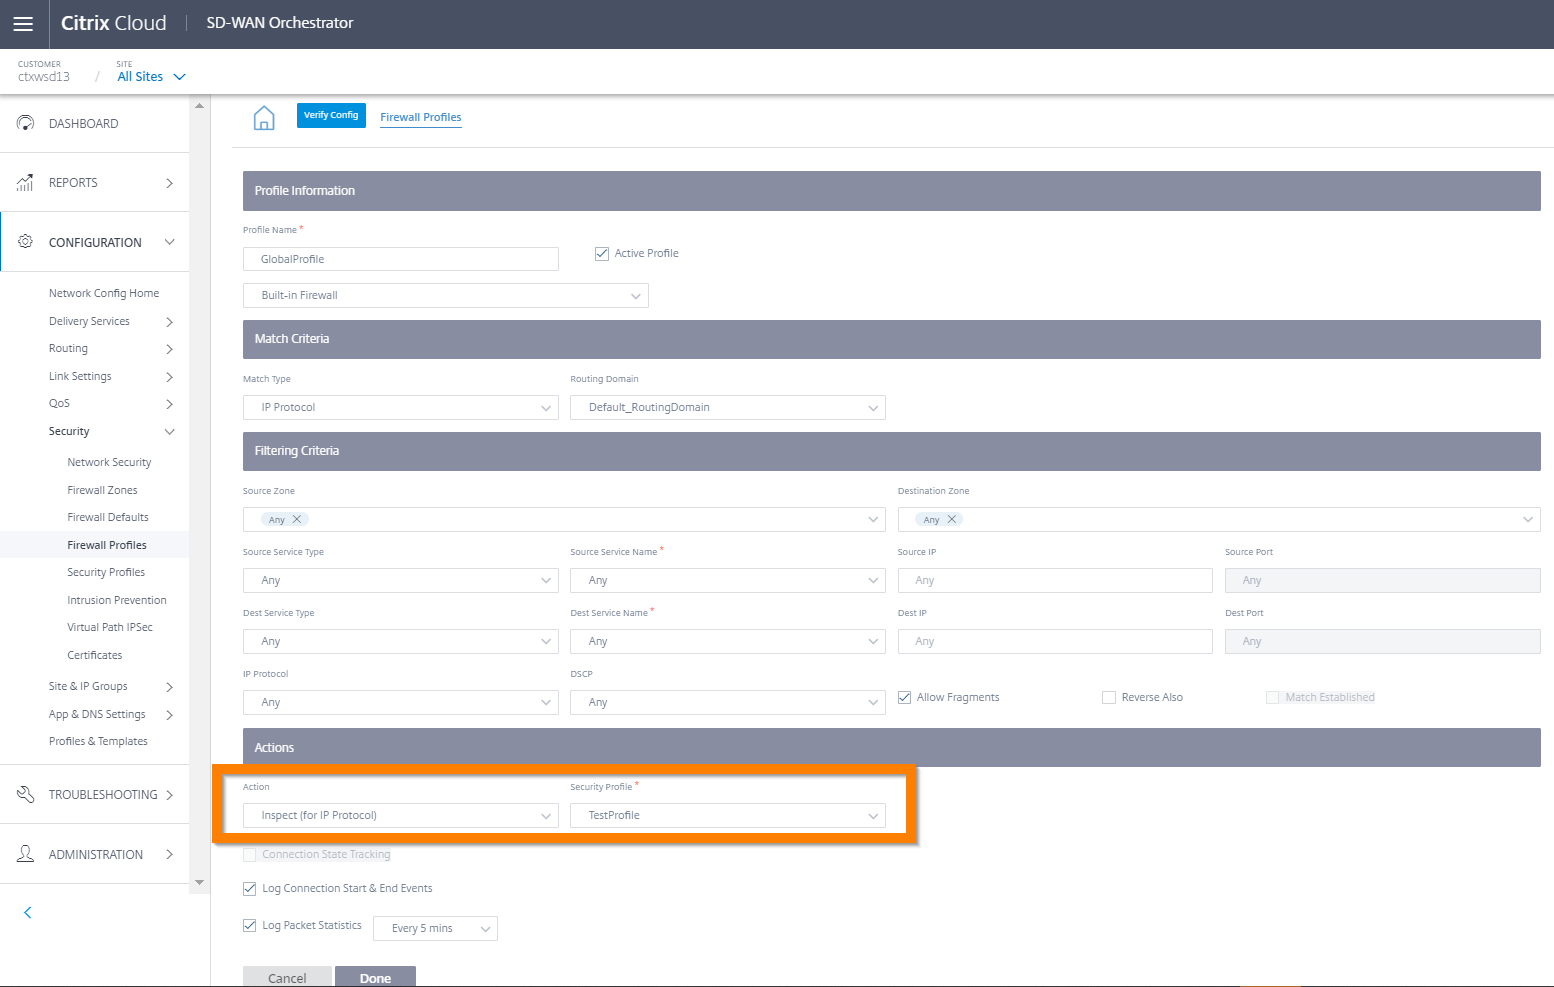 Citrix Cloud SD-WAN Orchestrator
CUSTOMER SITE
ctxwsd13 / All Sites
DASHBOARD
REPORTS
CONFIGURATION
Network Config Home
Delivery Services
Routing
Link Settings
QoS
Security
Network Security
Firewall Zones
Firewall Defaults
Firewall Profiles
Security Profiles
Intrusion Prevention
Virtual Path IPSec
Certificates
Site & IP Groups
App & DNS Settings
Profiles & Templates
TROUBLESHOOTING
ADMINISTRATION
Verify Config Firewall Profiles
Profile Information
Profile Name *
GlobalProfile
Active Profile
Built-in Firewall
Match Criteria
Match Type Routing Domain
IP Protocol Default_RoutingDomain
Filtering Criteria
Source Zone Destination Zone
Any Any
Source Service Type Source Service Name * Source IP Source Port
Any Any Any Any
Dest Service Type Dest Service Name * Dest IP Dest Port
Any Any Any Any
IP Protocol DSCP
Any Any Allow Fragments Reverse Also Match Established
Actions
Action Security Profile *
Inspect (for IP Protocol) TestProfile
Connection State Tracking
Log Connection Start & End Events
Log Packet Statistics Every 5 mins
Cancel Done